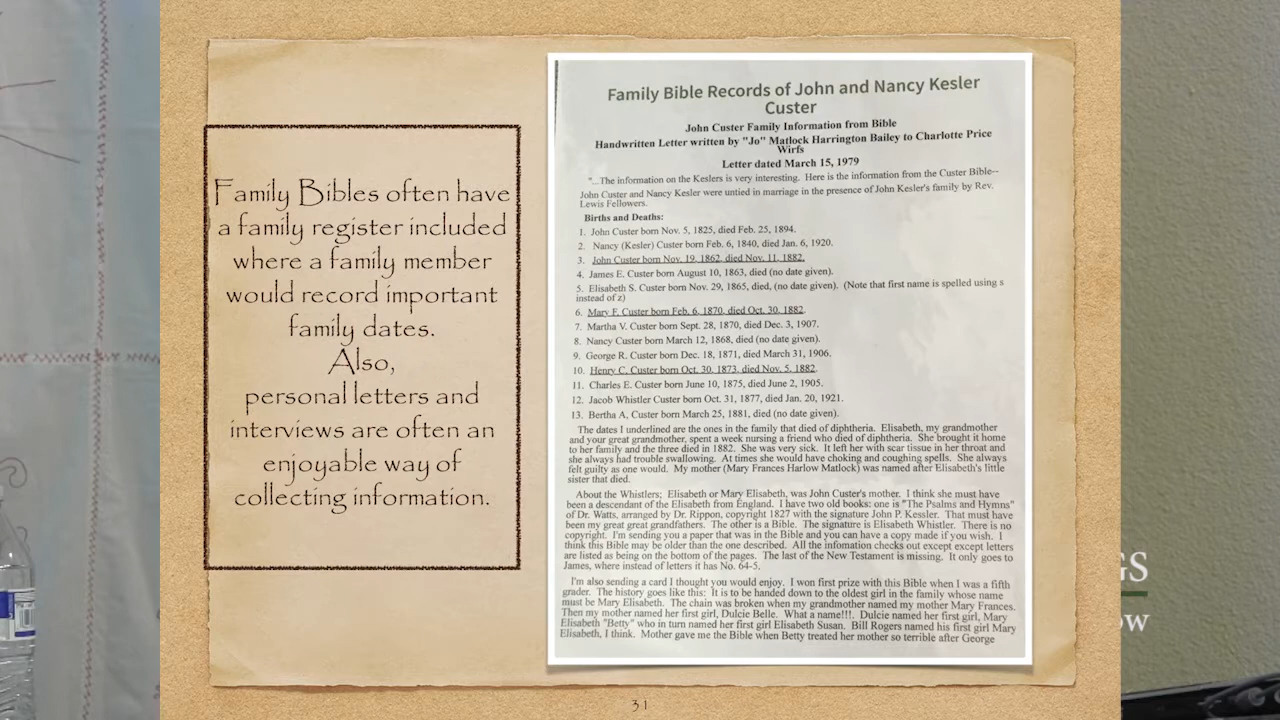 Family Bibles often have
a family register included
where a family member
would record important
family dates.
Also,
personal letters and
interviews are often an
enjoyable way of
collecting information.
Family Bible Records of John and Nancy Kesler
Custer
John Custer Family Information from Bible
Handwritten Letter written by "Jo" Matlock Harrington Bailey to Charlotte Price
Wirfs
Letter dated March 15, 1979
"...The information on the Keslers is very interesting. Here is the information from the Custer Bible--
John Custer and Nancy Kesler were untied in marriage in the presence of John Kesler's family by Rev.
Lewis Fellowers.
Births and Deaths:
1. John Custer born Nov. 5, 1825, died Feb. 25, 1894.
2. Nancy (Kesler) Custer born Feb. 6, 1840, died Jan. 6, 1920.
3. John Custer born Nov. 19, 1862, died Nov. 11, 1882.
4. James E. Custer born August 10, 1863, died (no date given).
5. Elisabeth S. Custer born Nov. 29, 1865, died, (no date given). (Note that first name is spelled using s
instead of z)
6. Mary F. Custer born Feb. 6, 1870, died Oct. 30, 1882.
7. Martha V. Custer born Sept. 28, 1870, died Dec. 3, 1907.
8. Nancy Custer born March 12, 1868, died (no date given).
9. George R. Custer born Dec. 18, 1871, died March 31, 1906.
10. Henry C. Custer born Oct. 30, 1873, died Nov. 5, 1882.
11. Charles E. Custer born June 10, 1875, died June 2, 1905.
12. Jacob Whistler Custer born Oct. 31, 1877, died Jan. 20, 1921.
13. Bertha A. Custer born March 25, 1881, died (no date given).
The dates I underlined are the ones in the family that died of diphtheria. Elisabeth, my grandmother
and your great grandmother, spent a week nursing a friend who died of diphtheria. She brought it home
to her family and the three died in 1882. She was very sick. It left her with scar tissue in her throat and
she always had trouble swallowing. At times she would have choking and coughing spells. She always
felt guilty as one would. My mother (Mary Frances Harlow Matlock) was named after Elisabeth's little
sister that died.
About the Whistlers; Elisabeth or Mary Elisabeth, was John Custer's mother. I think she must have
been a descendant of the Elisabeth from England. I have two old books: one is "The Psalms and Hymns"
of Dr. Watts, arranged by Dr. Rippon, copyright 1827 with the signature John P. Kessler. That must have
been my great great grandfathers. The other is a Bible. The signature is Elisabeth Whistler. There is no
copyright. I'm sending you a paper that was in the Bible and you can have a copy made if you wish. I
think this Bible may be older than the one described. All the infomation checks out except except letters
are listed as being on the bottom of the pages. The last of the New Testament is missing. It only goes to
James, where instead of letters it has No. 64-5.
I'm also sending a card I thought you would enjoy. I won first prize with this Bible when I was a fifth
grader. The history goes like this: It is to be handed down to the oldest girl in the family whose name
must be Mary Elisabeth. The chain was broken when my grandmother named my mother Mary Frances.
Then my mother named her first girl, Dulcie Belle. What a name!!!. Dulcie named her first girl, Mary
Elisabeth "Betty" who in turn named her first girl Elisabeth Susan. Bill Rogers named his first girl Mary
Elisabeth, I think. Mother gave me the Bible when Betty treated her mother so terrible after George
31
GS
ow